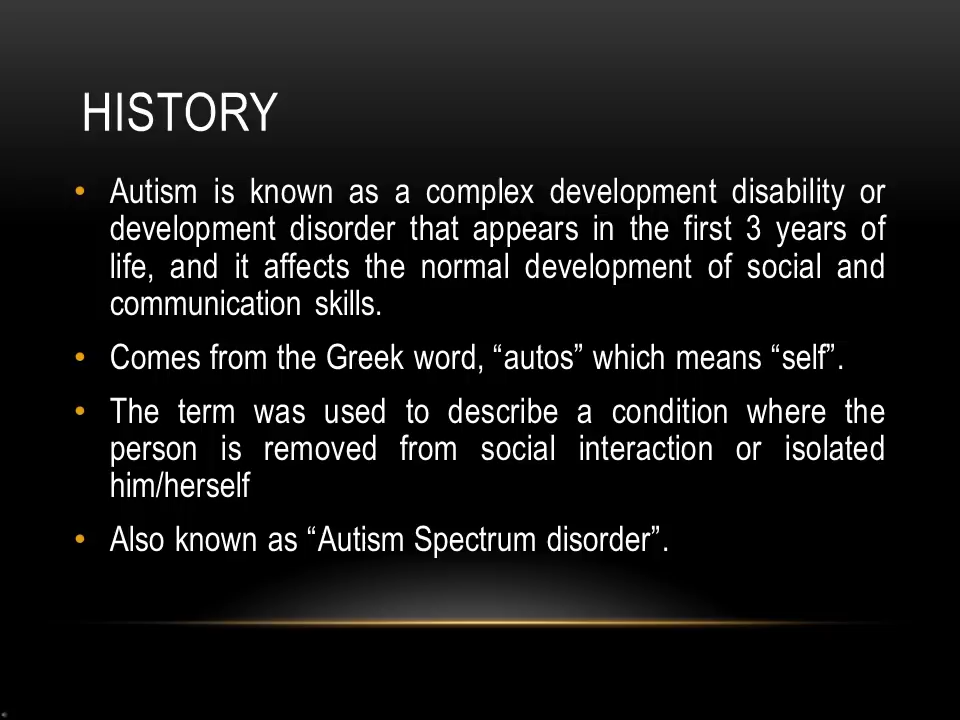 HISTORY
• Autism is known as a complex development disability or
development disorder that appears in the first 3 years of
life, and it affects the normal development of social and
communication skills.
• Comes from the Greek word, “autos” which means “self”.
• The term was used to describe a condition where the
person is removed from social interaction or isolated
him/herself
• Also known as “Autism Spectrum disorder”.